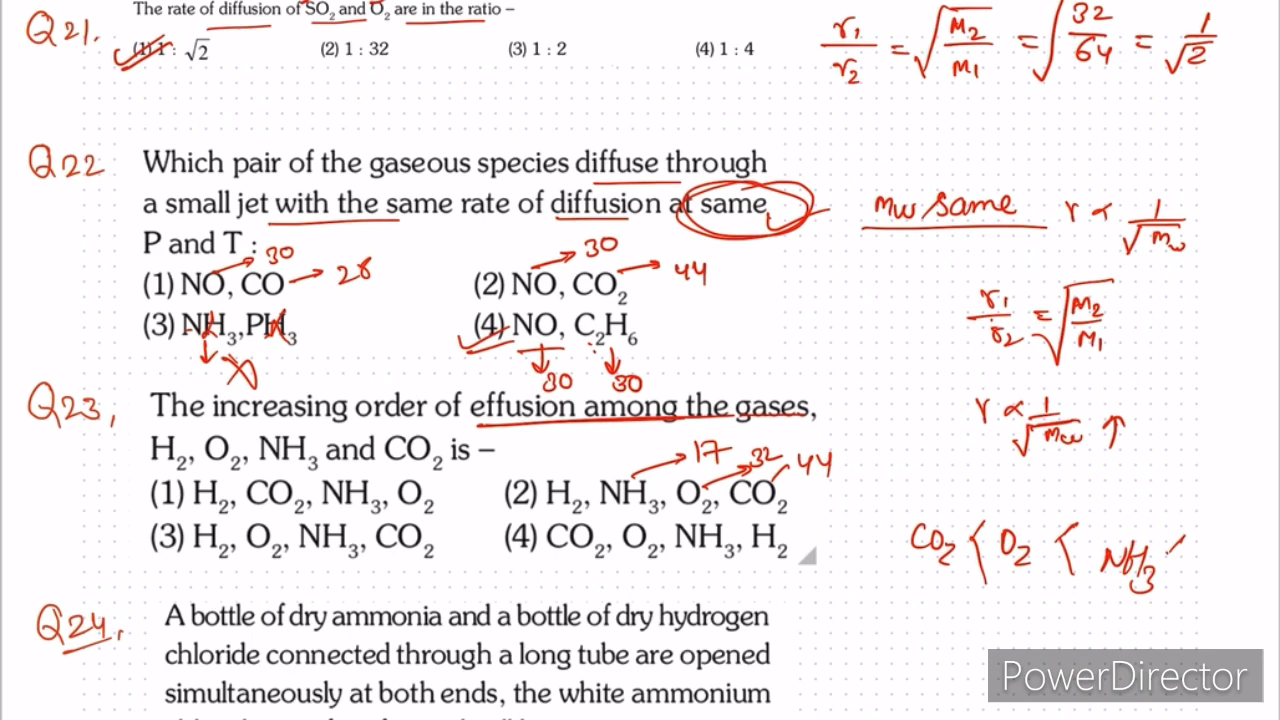 Q21.
The rate of diffusion of SO₂ and O₂ are in the ratio –
(1) 1 : √2 (2) 1 : 32 (3) 1 : 2 (4) 1 : 4
r₁/r₂ = √(M₂/M₁) = √(32/64) = 1/√2
Q22
Which pair of the gaseous species diffuse through
a small jet with the same rate of diffusion at same
P and T :
(1) NO, CO (2) NO, CO₂
30 28 30 44
(3) NH₃,PH₃ (4) NO, C₂H₆
30 30
Mw same r ∝ 1/√Mw
r₁/r₂ = √(M₂/M₁)
r ∝ 1/√Mw ↑
Q23,
The increasing order of effusion among the gases,
H₂, O₂, NH₃ and CO₂ is –
17 32 44
(1) H₂, CO₂, NH₃, O₂ (2) H₂, NH₃, O₂, CO₂
(3) H₂, O₂, NH₃, CO₂ (4) CO₂, O₂, NH₃, H₂
CO₂ < O₂ < NH₃
Q24,
A bottle of dry ammonia and a bottle of dry hydrogen
chloride connected through a long tube are opened
simultaneously at both ends, the white ammonium
PowerDirector